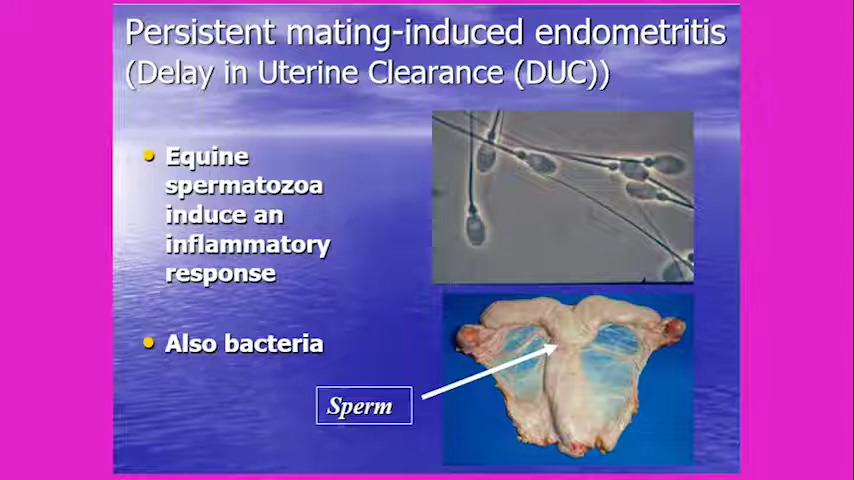 Persistent mating-induced endometritis
(Delay in Uterine Clearance (DUC))
Equine
spermatozoa
induce an
inflammatory
response
Also bacteria
Sperm